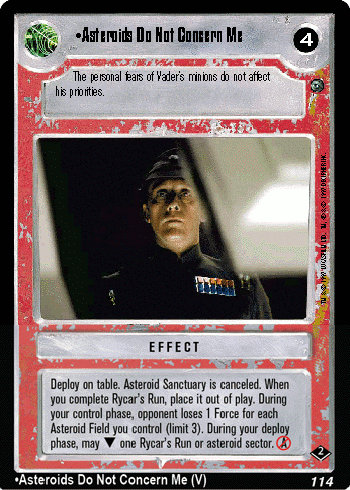 •Asteroids Do Not Concern Me
4
The personal fears of Vader's minions do not affect
his priorities.
EFFECT
Deploy on table. Asteroid Sanctuary is canceled. When
you complete Rycar's Run, place it out of play. During
your control phase, opponent loses 1 Force for each
Asteroid Field you control (limit 3). During your deploy
phase, may ▼ one Rycar's Run or asteroid sector. A
2
•Asteroids Do Not Concern Me (V)
114